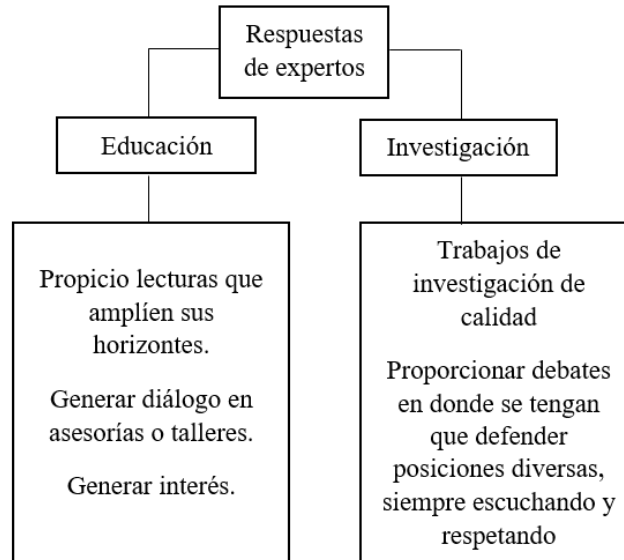 Respuestas
de expertos
Educación
Investigación
Propicio lecturas que
amplíen sus
horizontes.
Generar diálogo en
asesorías o talleres.
Generar interés.
Trabajos de
investigación de
calidad
Proporcionar debates
en donde se tengan
que defender
posiciones diversas,
siempre escuchando y
respetando